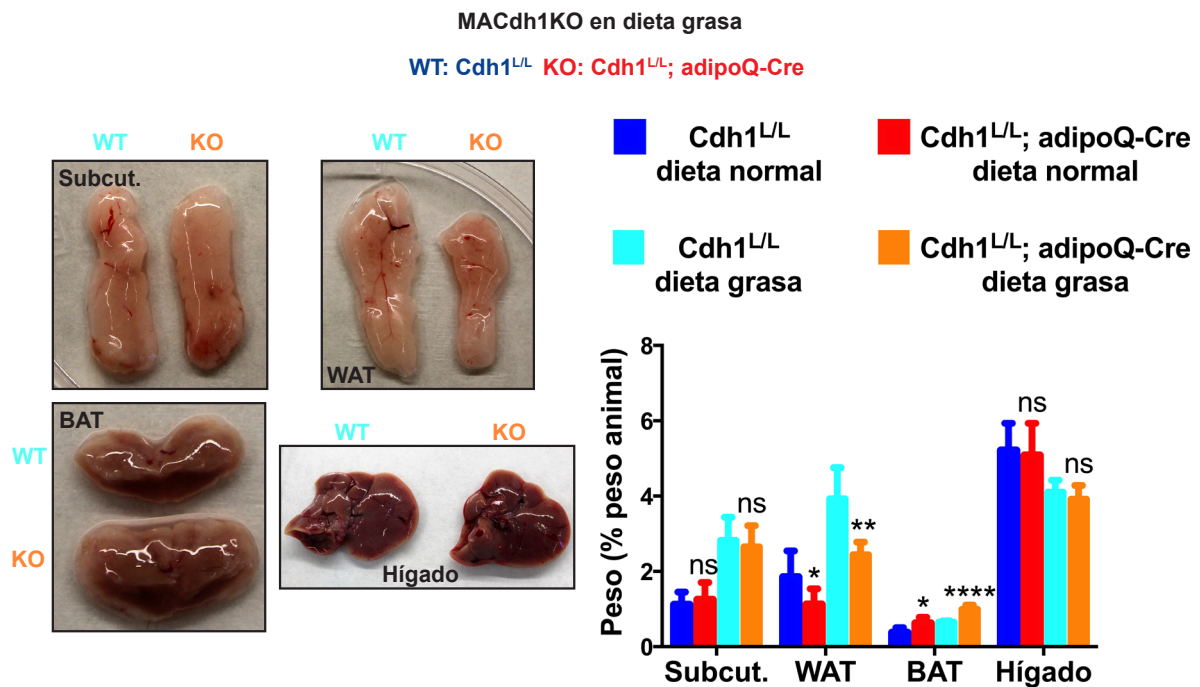 MACdh1KO en dieta grasa
WT: Cdh1L/L KO: Cdh1L/L; adipoQ-Cre
WT KO
Subcut.
WT KO
WAT
BAT
WT
KO
WT KO
Hígado
Cdh1L/L
dieta normal
Cdh1L/L; adipoQ-Cre
dieta normal
Cdh1L/L
dieta grasa
Cdh1L/L; adipoQ-Cre
dieta grasa
Peso (% peso animal)
8
6
4
2
0
ns
ns
*
**
*
****
ns
ns
Subcut. WAT BAT Hígado